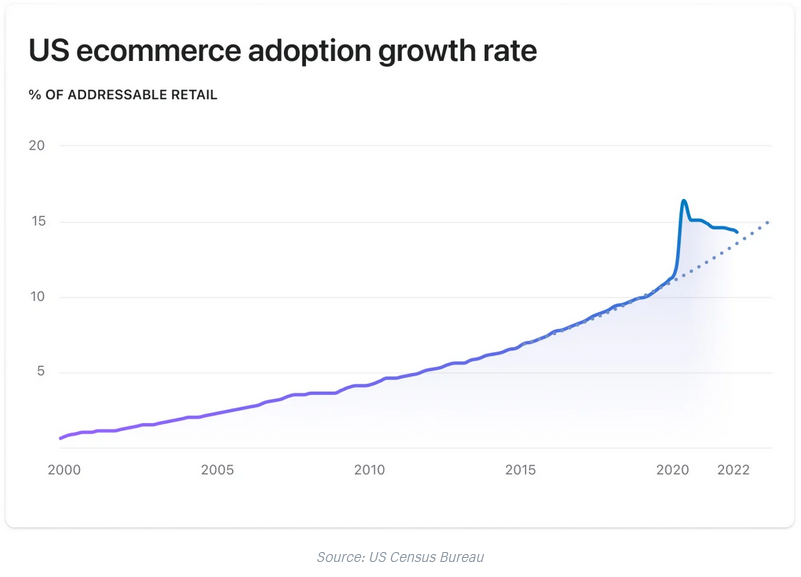 US ecommerce adoption growth rate
% OF ADDRESSABLE RETAIL
20
15
10
5
2000 2005 2010 2015 2020 2022
Source: US Census Bureau